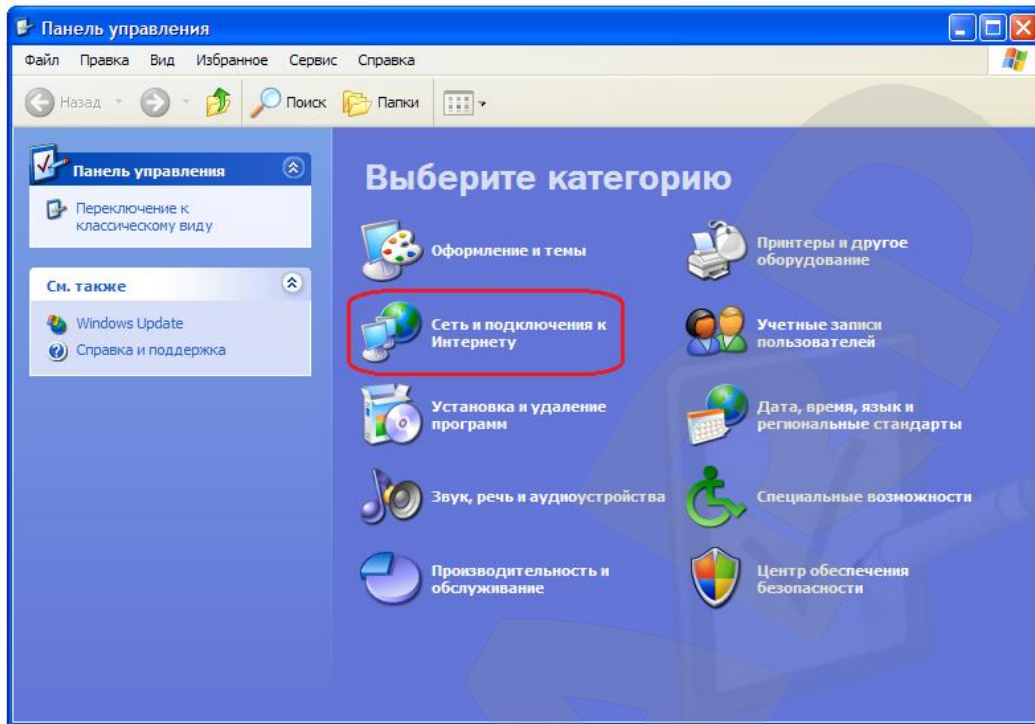 Панель управления
Файл Правка Вид Избранное Сервис Справка
Назад Поиск Папки
Панель управления
Переключение к
классическому виду
См. также
Windows Update
Справка и поддержка
Выберите категорию
Оформление и темы
Принтеры и другое
оборудование
Сеть и подключения к
Интернету
Учетные записи
пользователей
Установка и удаление
программ
Дата, время, язык и
региональные стандарты
Звук, речь и аудиоустройства
Специальные возможности
Производительность и
обслуживание
Центр обеспечения
безопасности